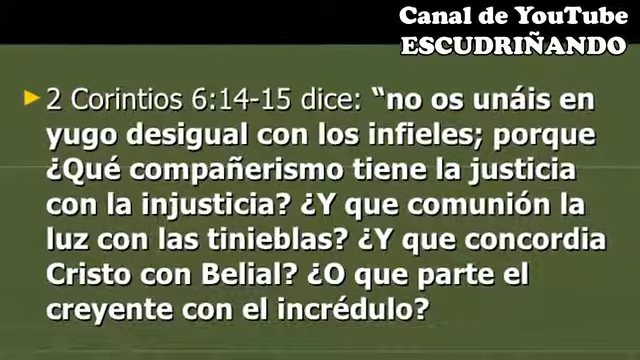 Canal de YouTube
ESCUDRIÑANDO
2 Corintios 6:14-15 dice: “no os unáis en
yugo desigual con los infieles; porque
¿Qué compañerismo tiene la justicia
con la injusticia? ¿Y que comunión la
luz con las tinieblas? ¿Y que concordia
Cristo con Belial? ¿O que parte el
creyente con el incrédulo?